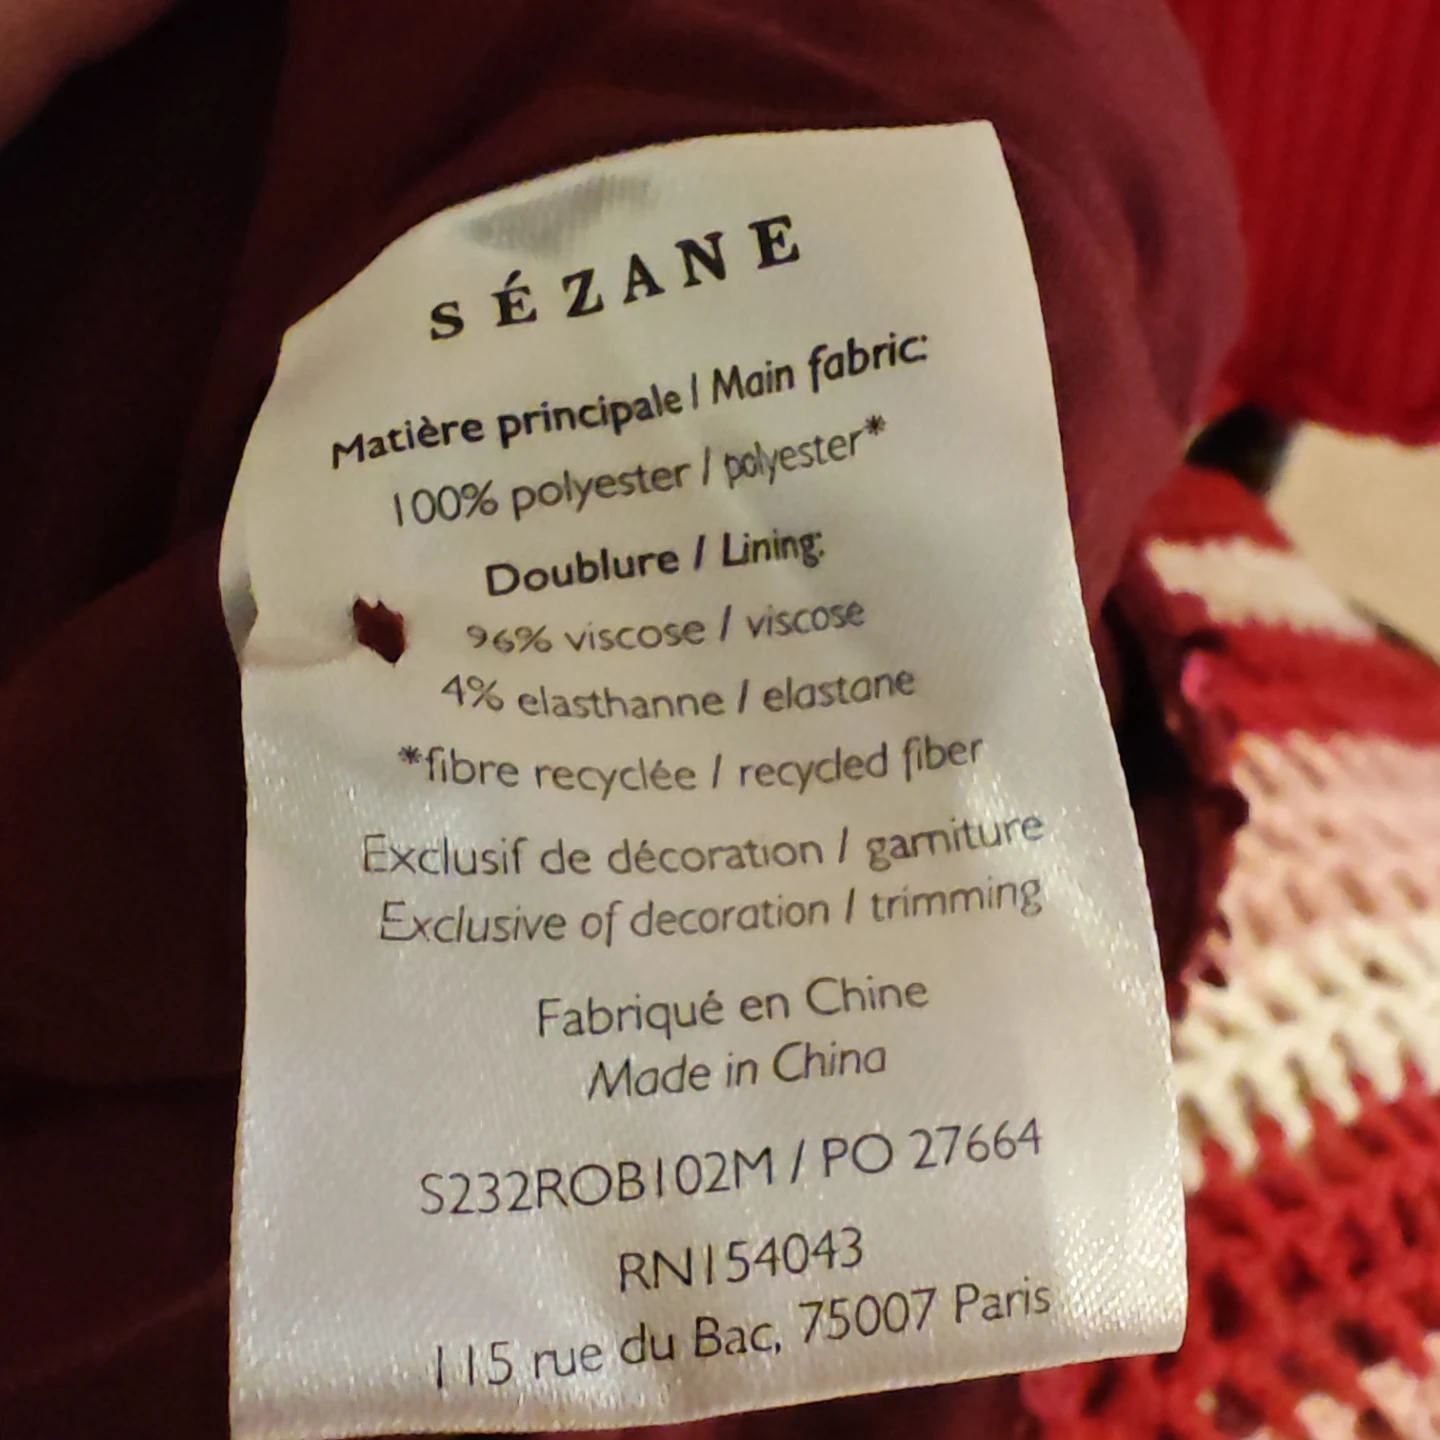 SÉZANE
Matière principale / Main fabric:
100% polyester / polyester*
Doublure / Lining:
96% viscose / viscose
4% elasthanne / elastane
*fibre recyclée / recycled fiber
Exclusif de décoration / garniture
Exclusive of decoration / trimming
Fabriqué en Chine
Made in China
S232ROB102M / PO 27664
RN154043
115 rue du Bac, 75007 Paris